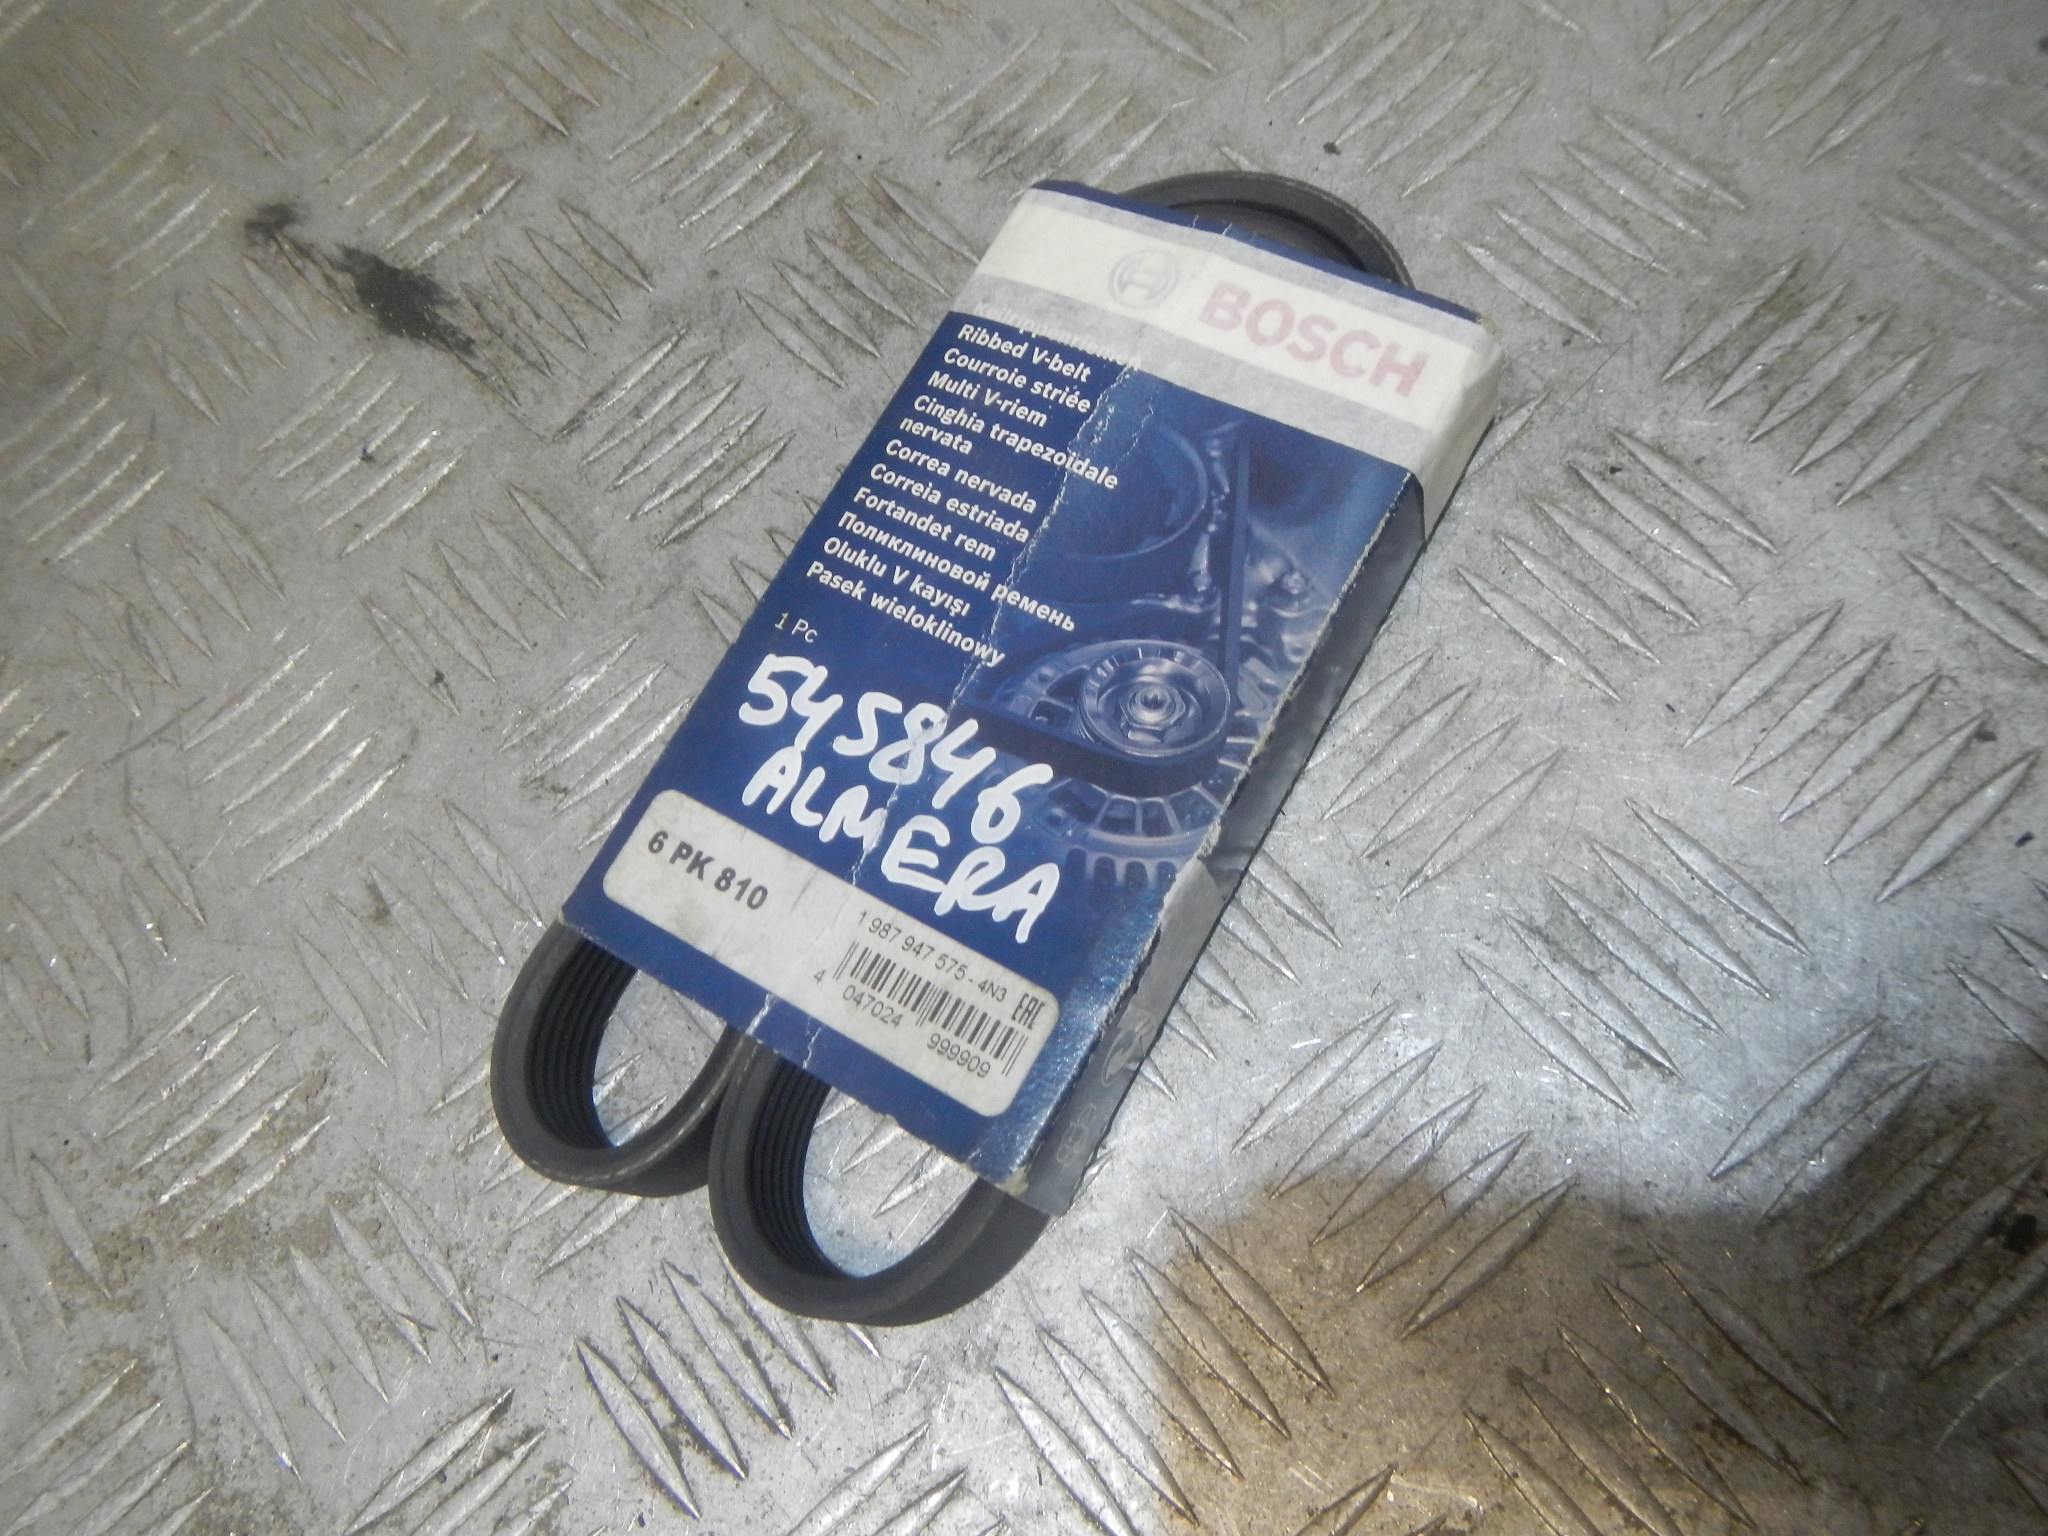 BOSCH
Ribbed V-belt
Courroie striée
Multi V-riem
Cinghia trapezoidale
nervata
Correa nervada
Correia estriada
Fortandet rem
Поликлиновой ремень
Oluklu V kayışı
Pasek wieloklinowy
1 Pc
545846
ALMERA
6 PK 810
1 987 947 575 - 4N3
EAC
4 047024 999909